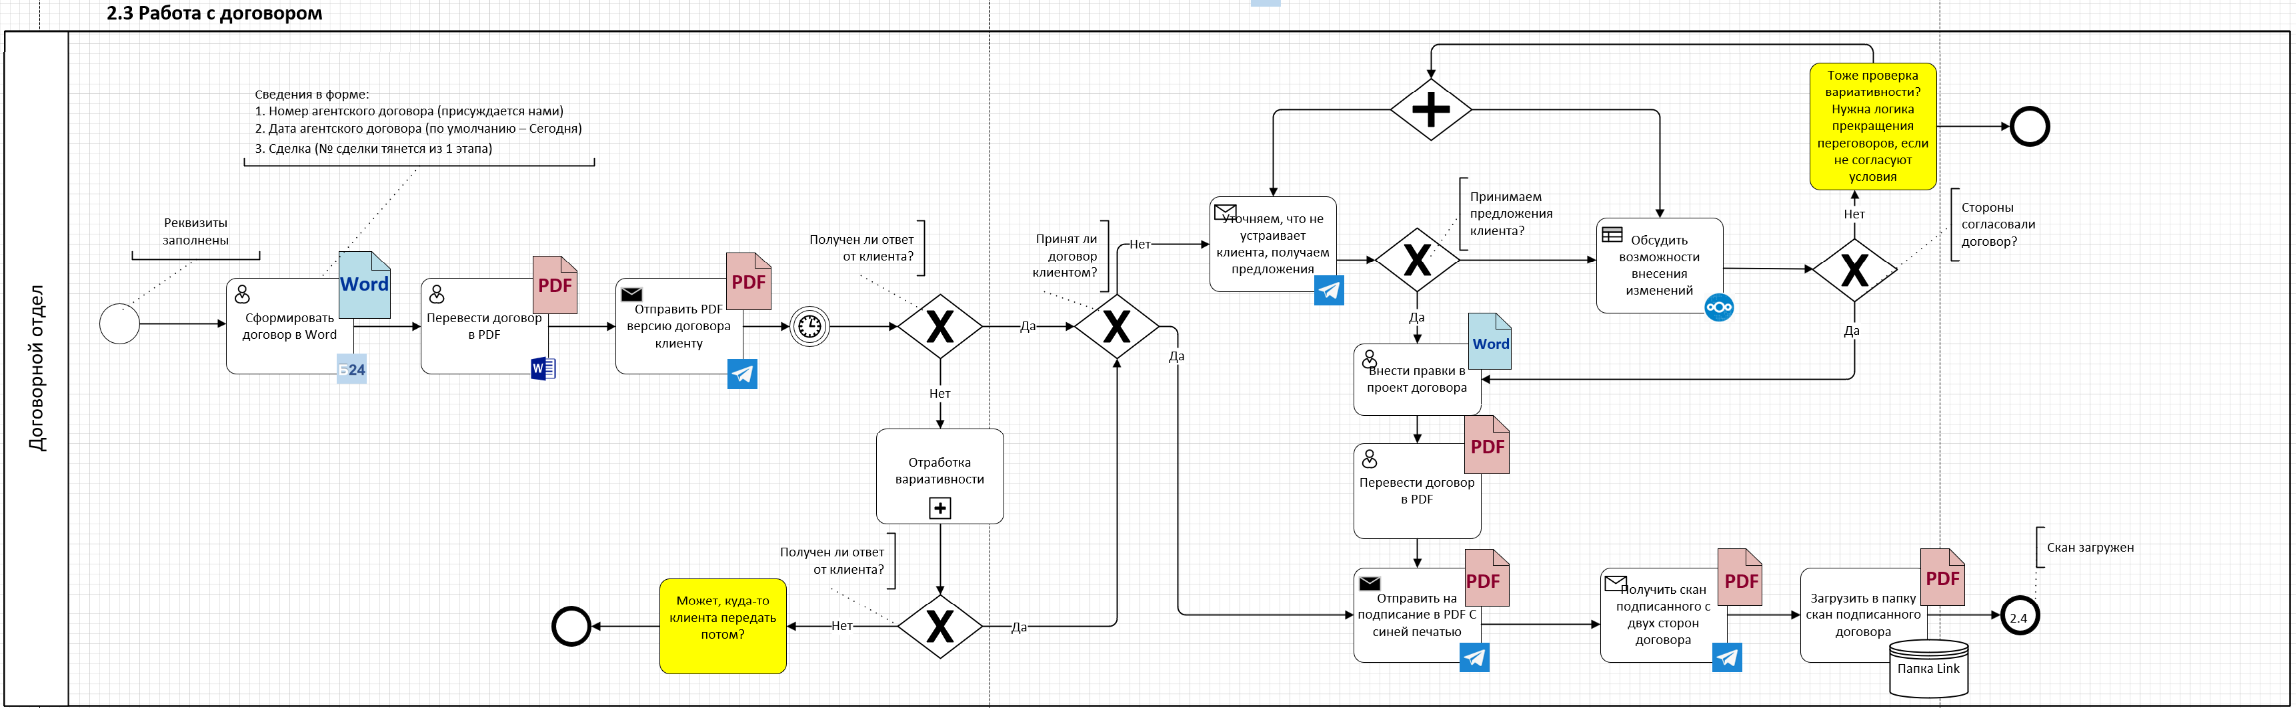 2.3 Работа с договором
Договорной отдел
Сведения в форме:
1. Номер агентского договора (присуждается нами)
2. Дата агентского договора (по умолчанию – Сегодня)
3. Сделка (№ сделки тянется из 1 этапа)
Реквизиты
заполнены
Word
Сформировать
договор в Word
Б24
PDF
Перевести договор
в PDF
W
PDF
Отправить PDF
версию договора
клиенту
Получен ли ответ
от клиента?
X
Да
Нет
Отработка
вариативности
Получен ли ответ
от клиента?
X
Нет
Да
Может, куда-то
клиента передать
потом?
Принят ли
договор
клиентом?
X
Нет
Да
Уточняем, что не
устраивает
клиента, получаем
предложения
Принимаем
предложения
клиента?
X
Да
Обсудить
возможности
внесения
изменений
Тоже проверка
вариативности?
Нужна логика
прекращения
переговоров, если
не согласуют
условия
Нет
Стороны
согласовали
договор?
X
Да
Word
Внести правки в
проект договора
PDF
Перевести договор
в PDF
PDF
Отправить на
подписание в PDF С
синей печатью
PDF
Получить скан
подписанного с
двух сторон
договора
PDF
Загрузить в папку
скан подписанного
договора
Папка Link
2.4
Скан загружен